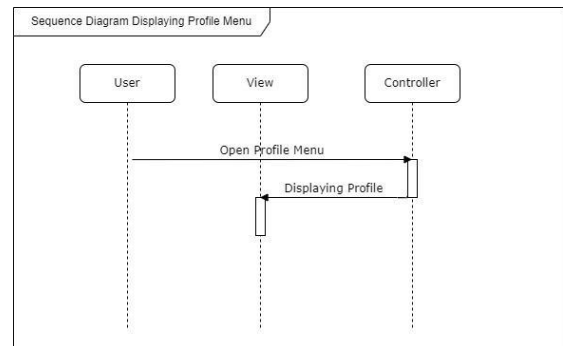 Sequence Diagram Displaying Profile Menu
User
View
Controller
Open Profile Menu
Displaying Profile